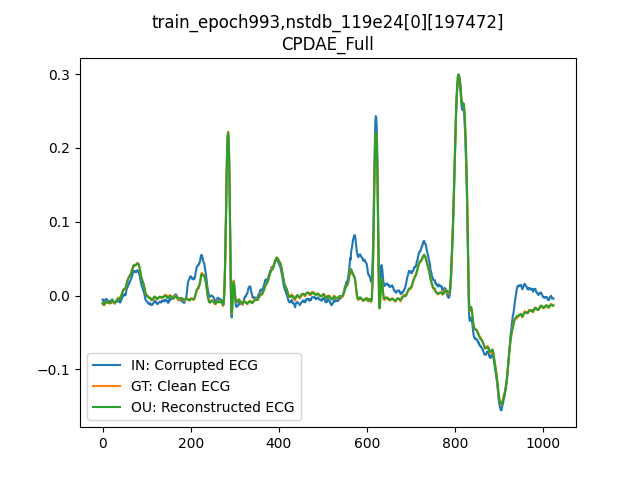 train_epoch993,nstdb_119e24[0][197472]
CPDAE_Full
0.3
0.2
0.1
0.0
−0.1
IN: Corrupted ECG
GT: Clean ECG
OU: Reconstructed ECG
0 200 400 600 800 1000